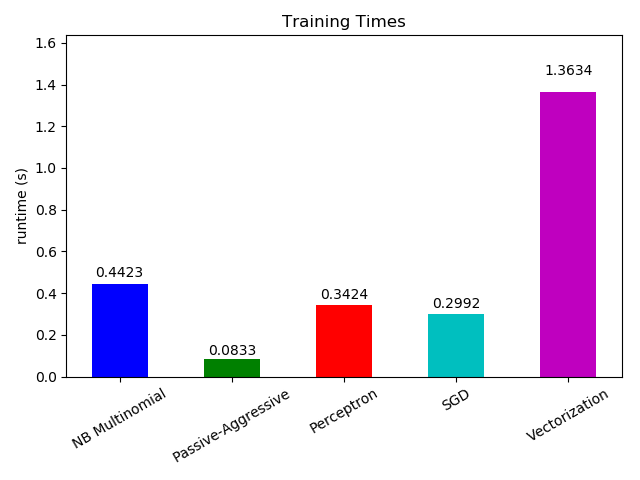 Training Times
runtime (s)
1.6
1.4
1.2
1.0
0.8
0.6
0.4
0.2
0.0
0.4423
0.0833
0.3424
0.2992
1.3634
NB Multinomial
Passive-Aggressive
Perceptron
SGD
Vectorization